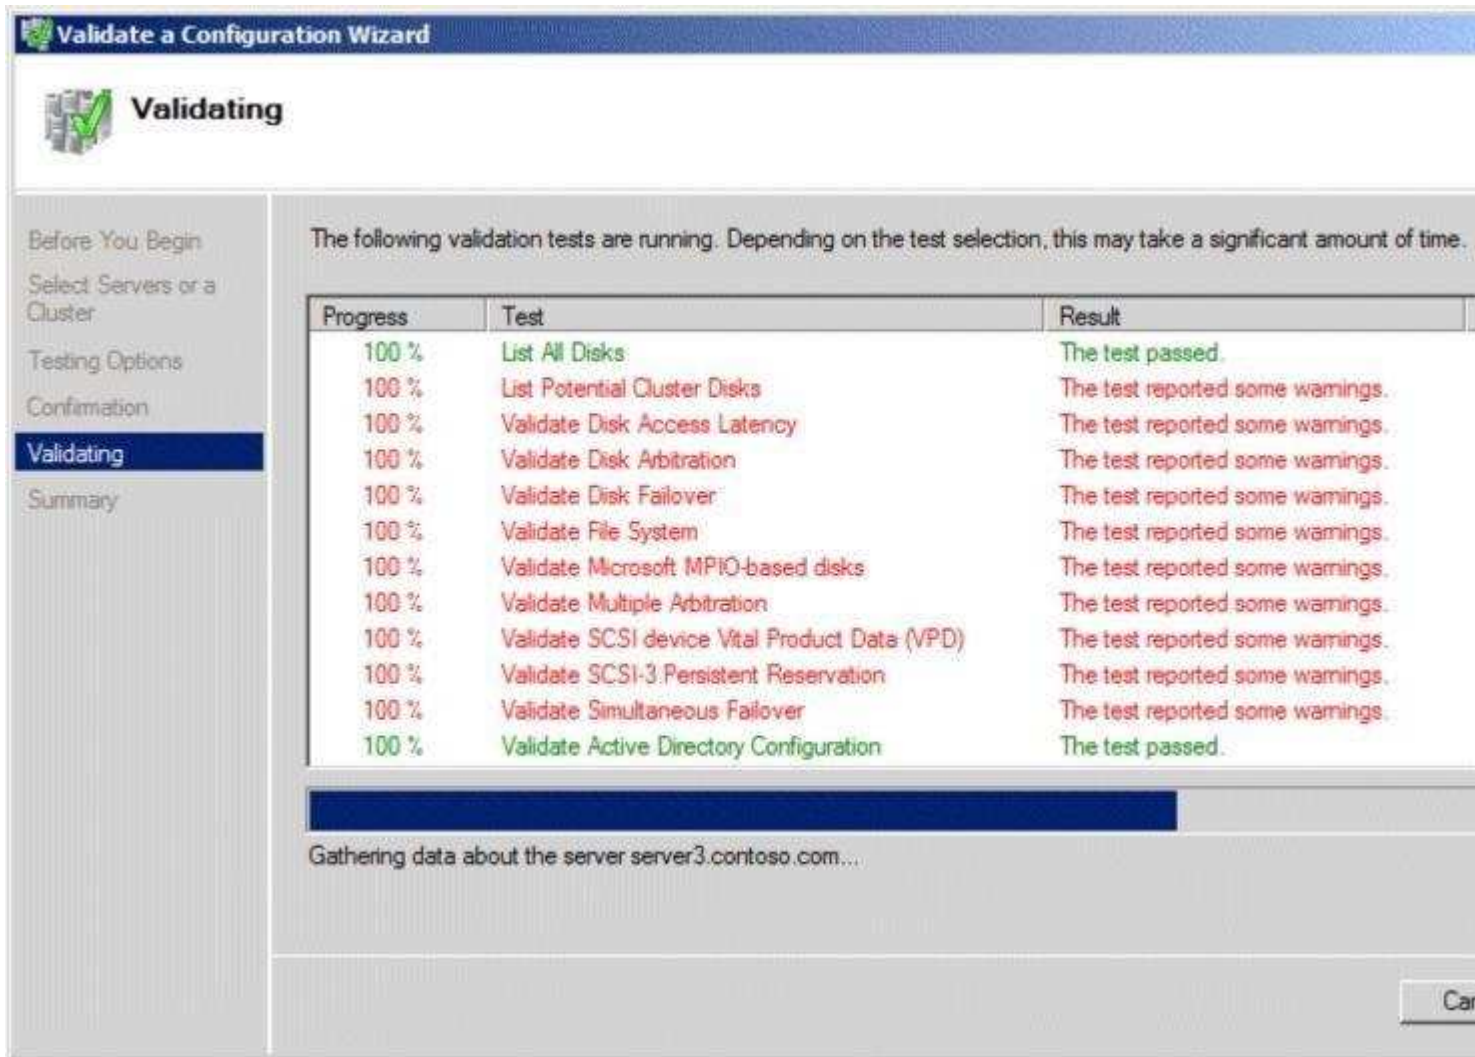 Validate a Configuration Wizard
Validating
Before You Begin
Select Servers or a
Cluster
Testing Options
Confirmation
Validating
Summary
The following validation tests are running. Depending on the test selection, this may take a significant amount of time.
Progress Test Result
100 % List All Disks The test passed.
100 % List Potential Cluster Disks The test reported some warnings.
100 % Validate Disk Access Latency The test reported some warnings.
100 % Validate Disk Arbitration The test reported some warnings.
100 % Validate Disk Failover The test reported some warnings.
100 % Validate File System The test reported some warnings.
100 % Validate Microsoft MPIO-based disks The test reported some warnings.
100 % Validate Multiple Arbitration The test reported some warnings.
100 % Validate SCSI device Vital Product Data (VPD) The test reported some warnings.
100 % Validate SCSI-3 Persistent Reservation The test reported some warnings.
100 % Validate Simultaneous Failover The test reported some warnings.
100 % Validate Active Directory Configuration The test passed.
Gathering data about the server server3.contoso.com...
Car